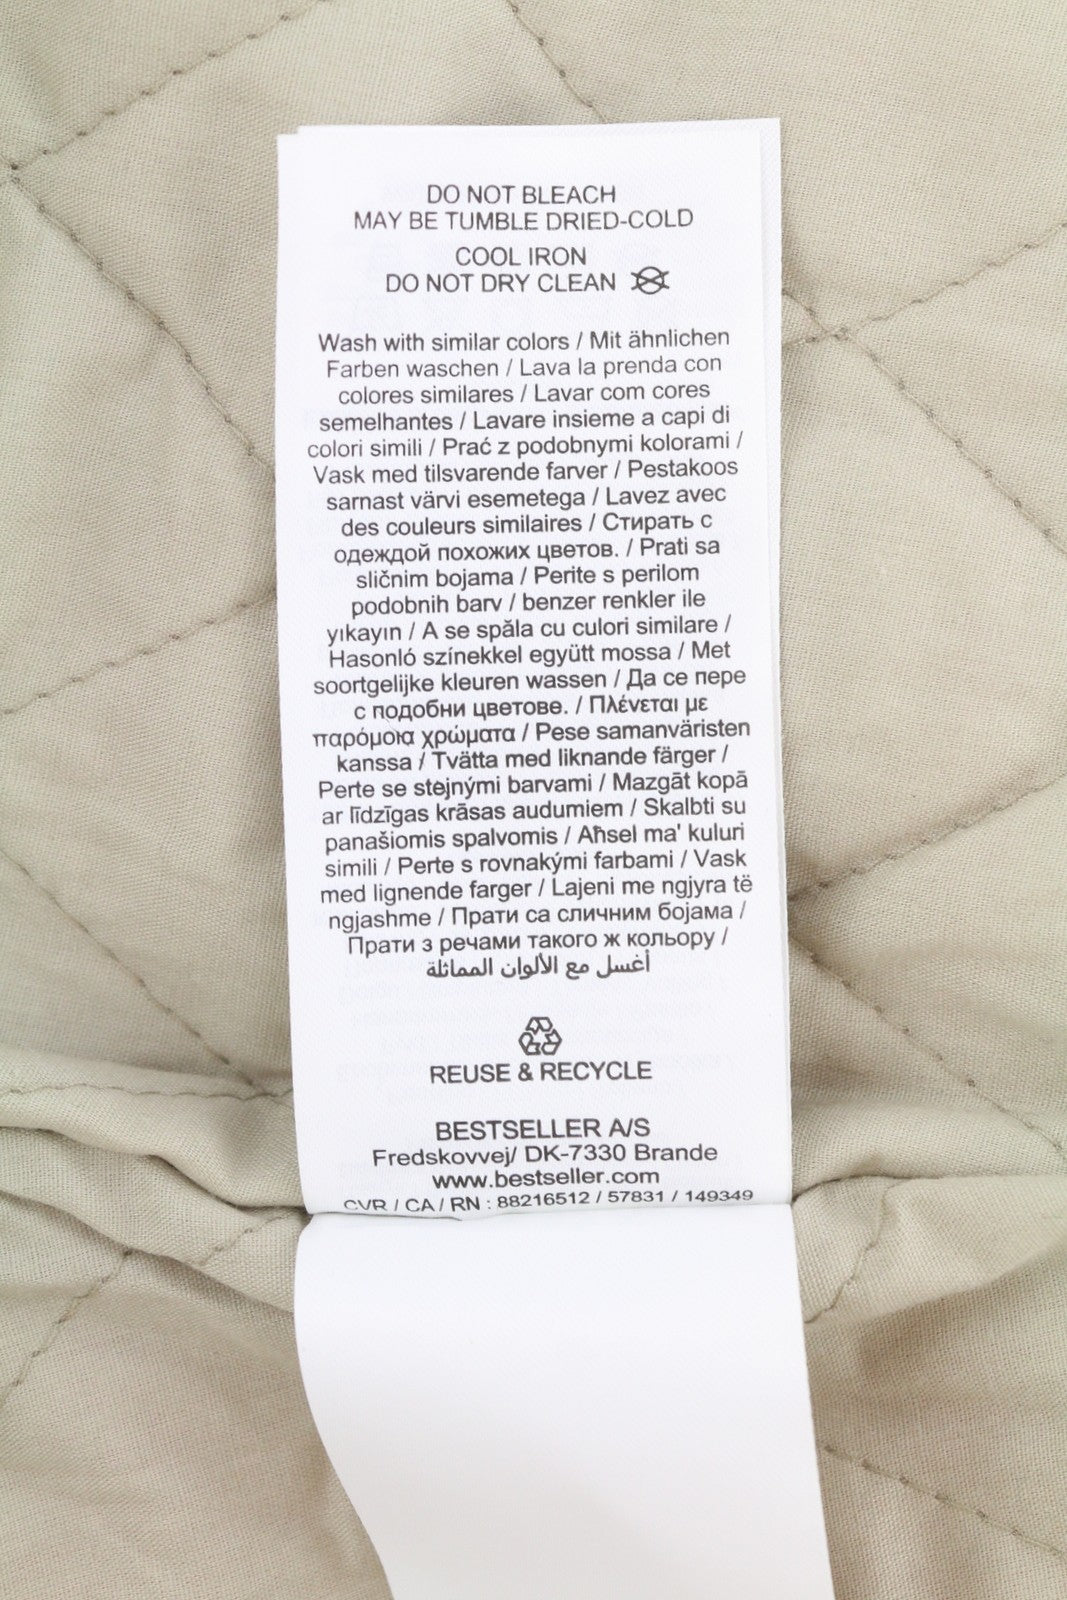 DO NOT BLEACH
MAY BE TUMBLE DRIED-COLD
COOL IRON
DO NOT DRY CLEAN
Wash with similar colors / Mit ähnlichen
Farben waschen / Lava la prenda con
colores similares / Lavar com cores
semelhantes / Lavare insieme a capi di
colori simili / Prać z podobnymi kolorami /
Vask med tilsvarende farver / Pestakoos
sarnast värvi esemetega / Lavez avec
des couleurs similaires / Стирать с
одеждой похожих цветов. / Prati sa
sličnim bojama / Perite s perilom
podobnih barv / benzer renkler ile
yıkayın / A se spăla cu culori similare /
Hasonló színekkel együtt mossa / Met
soortgelijke kleuren wassen / Да се пере
с подобни цветове. / Πλένεται με
παρόμοια χρώματα / Pese samanväristen
kanssa / Tvätta med liknande färger /
Perte se stejnými barvami / Mazgāt kopā
ar līdzīgas krāsas audumiem / Skalbti su
panašiomis spalvomis / Aħsel ma' kuluri
simili / Perte s rovnakými farbami / Vask
med lignende farger / Lajeni me ngjyra të
ngjashme / Прати са сличним бојама /
Прати з речами такого ж кольору /
أغسل مع الألوان المماثلة
REUSE & RECYCLE
BESTSELLER A/S
Fredskovvej/ DK-7330 Brande
www.bestseller.com
CVR / CA / RN : 88216512 / 57831 / 149349